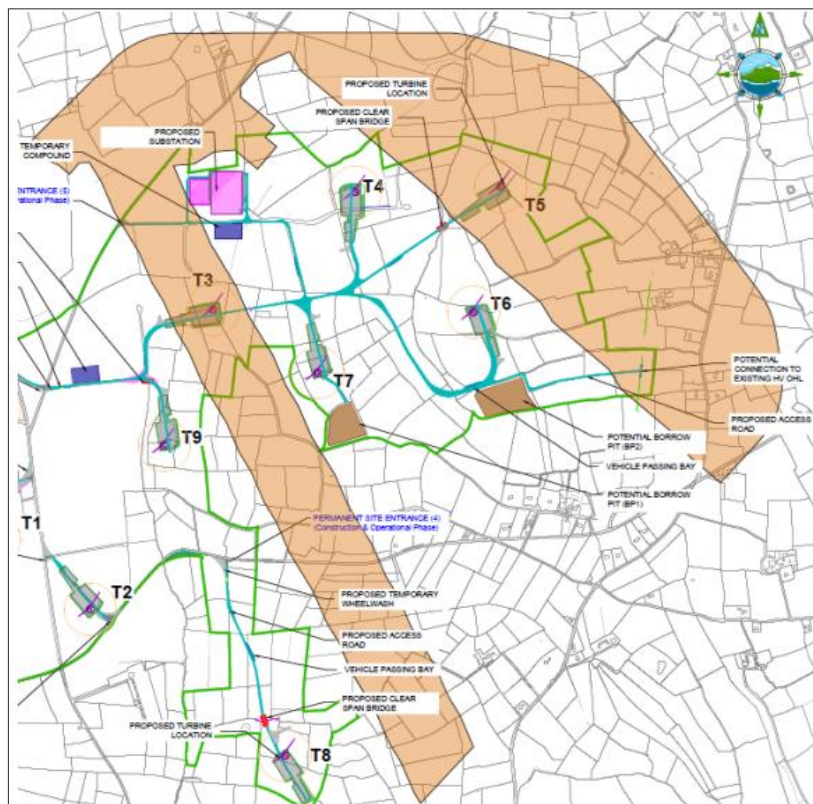 N
PROPOSED TURBINE
LOCATION
PROPOSED CLEAR
SPAN BRIDGE
TEMPORARY
COMPOUND
PROPOSED
SUBSTATION
T4
T5
ENTRANCE (5)
rational Phase)
T3
T6
T7
POTENTIAL
CONNECTION TO
EXISTING HV OHL
PROPOSED ACCESS
ROAD
T9
POTENTIAL BORROW
PIT (BP2)
VEHICLE PASSING BAY
POTENTIAL BORROW
PIT (BP1)
T1
PERMANENT SITE ENTRANCE (4)
(Construction & Operational Phase)
T2
PROPOSED TEMPORARY
WHEELWASH
PROPOSED ACCESS
ROAD
VEHICLE PASSING BAY
PROPOSED CLEAR
SPAN BRIDGE
PROPOSED TURBINE
LOCATION
T8